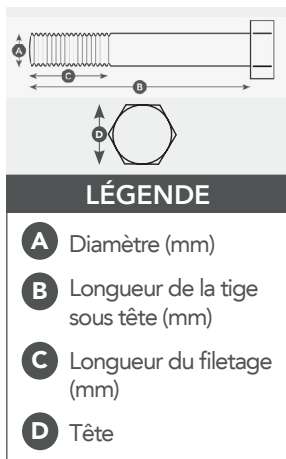 A
C
B
D
LÉGENDE
A Diamètre (mm)
B Longueur de la tige
sous tête (mm)
C Longueur du filetage
(mm)
D Tête